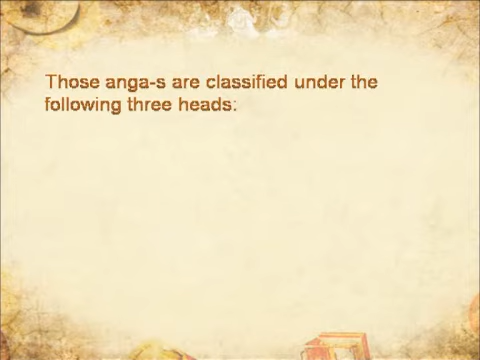 Those anga-s are classified under the
following three heads: